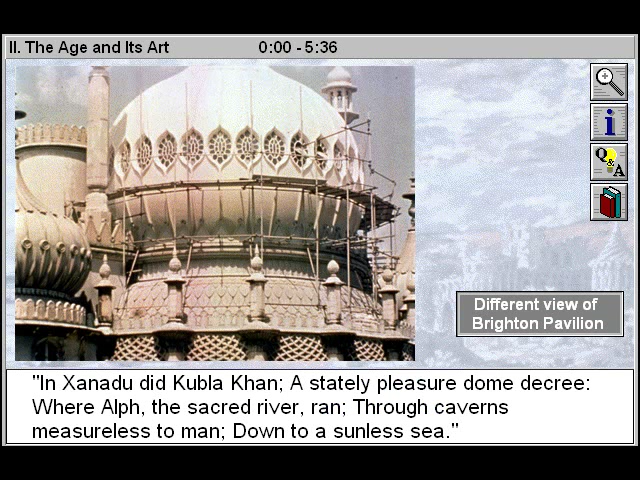 II. The Age and Its Art 0:00 - 5:36
i
Q&A
Different view of
Brighton Pavilion
"In Xanadu did Kubla Khan; A stately pleasure dome decree:
Where Alph, the sacred river, ran; Through caverns
measureless to man; Down to a sunless sea."